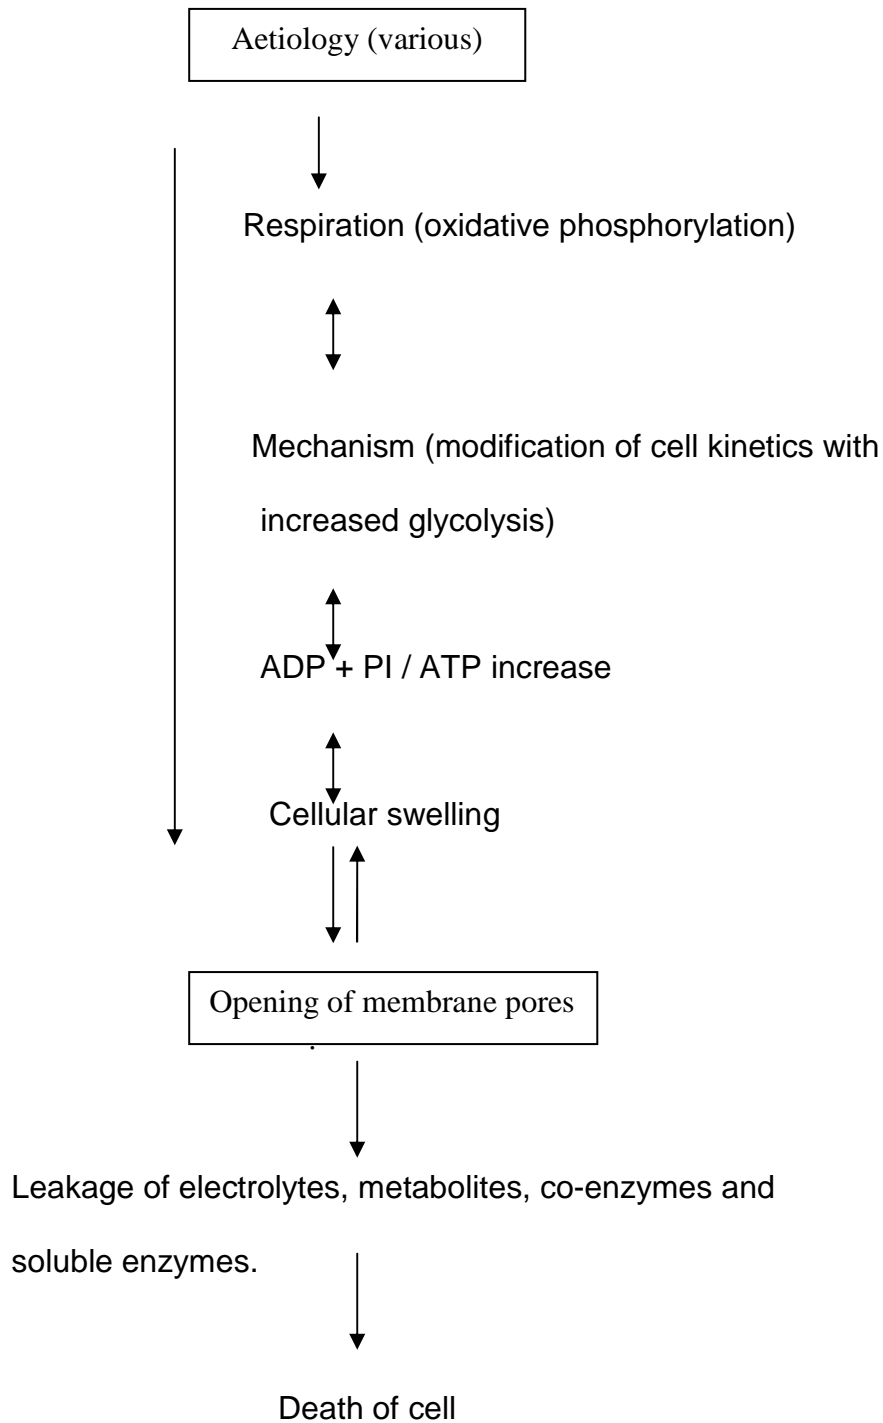 Aetiology (various)
Respiration (oxidative phosphorylation)
Mechanism (modification of cell kinetics with
increased glycolysis)
ADP + PI / ATP increase
Cellular swelling
Opening of membrane pores
.
Leakage of electrolytes, metabolites, co-enzymes and
soluble enzymes.
Death of cell